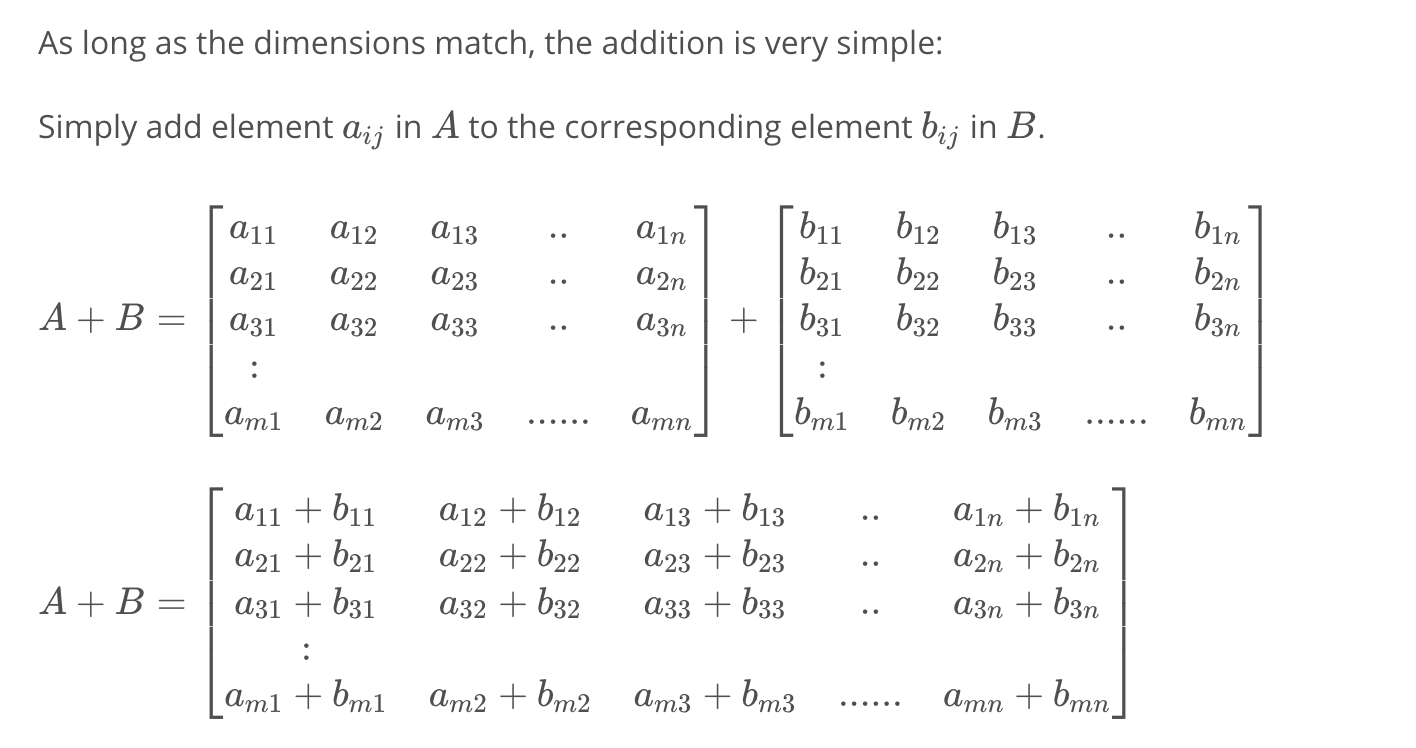 As long as the dimensions match, the addition is very simple:
Simply add element $a_{ij}$ in $A$ to the corresponding element $b_{ij}$ in $B$.
$A + B = \begin{bmatrix} a_{11} & a_{12} & a_{13} & .. & a_{1n} \\ a_{21} & a_{22} & a_{23} & .. & a_{2n} \\ a_{31} & a_{32} & a_{33} & .. & a_{3n} \\ : \\ a_{m1} & a_{m2} & a_{m3} & ...... & a_{mn} \end{bmatrix} + \begin{bmatrix} b_{11} & b_{12} & b_{13} & .. & b_{1n} \\ b_{21} & b_{22} & b_{23} & .. & b_{2n} \\ b_{31} & b_{32} & b_{33} & .. & b_{3n} \\ : \\ b_{m1} & b_{m2} & b_{m3} & ...... & b_{mn} \end{bmatrix}$
$A + B = \begin{bmatrix} a_{11} + b_{11} & a_{12} + b_{12} & a_{13} + b_{13} & .. & a_{1n} + b_{1n} \\ a_{21} + b_{21} & a_{22} + b_{22} & a_{23} + b_{23} & .. & a_{2n} + b_{2n} \\ a_{31} + b_{31} & a_{32} + b_{32} & a_{33} + b_{33} & .. & a_{3n} + b_{3n} \\ : \\ a_{m1} + b_{m1} & a_{m2} + b_{m2} & a_{m3} + b_{m3} & ...... & a_{mn} + b_{mn} \end{bmatrix}$